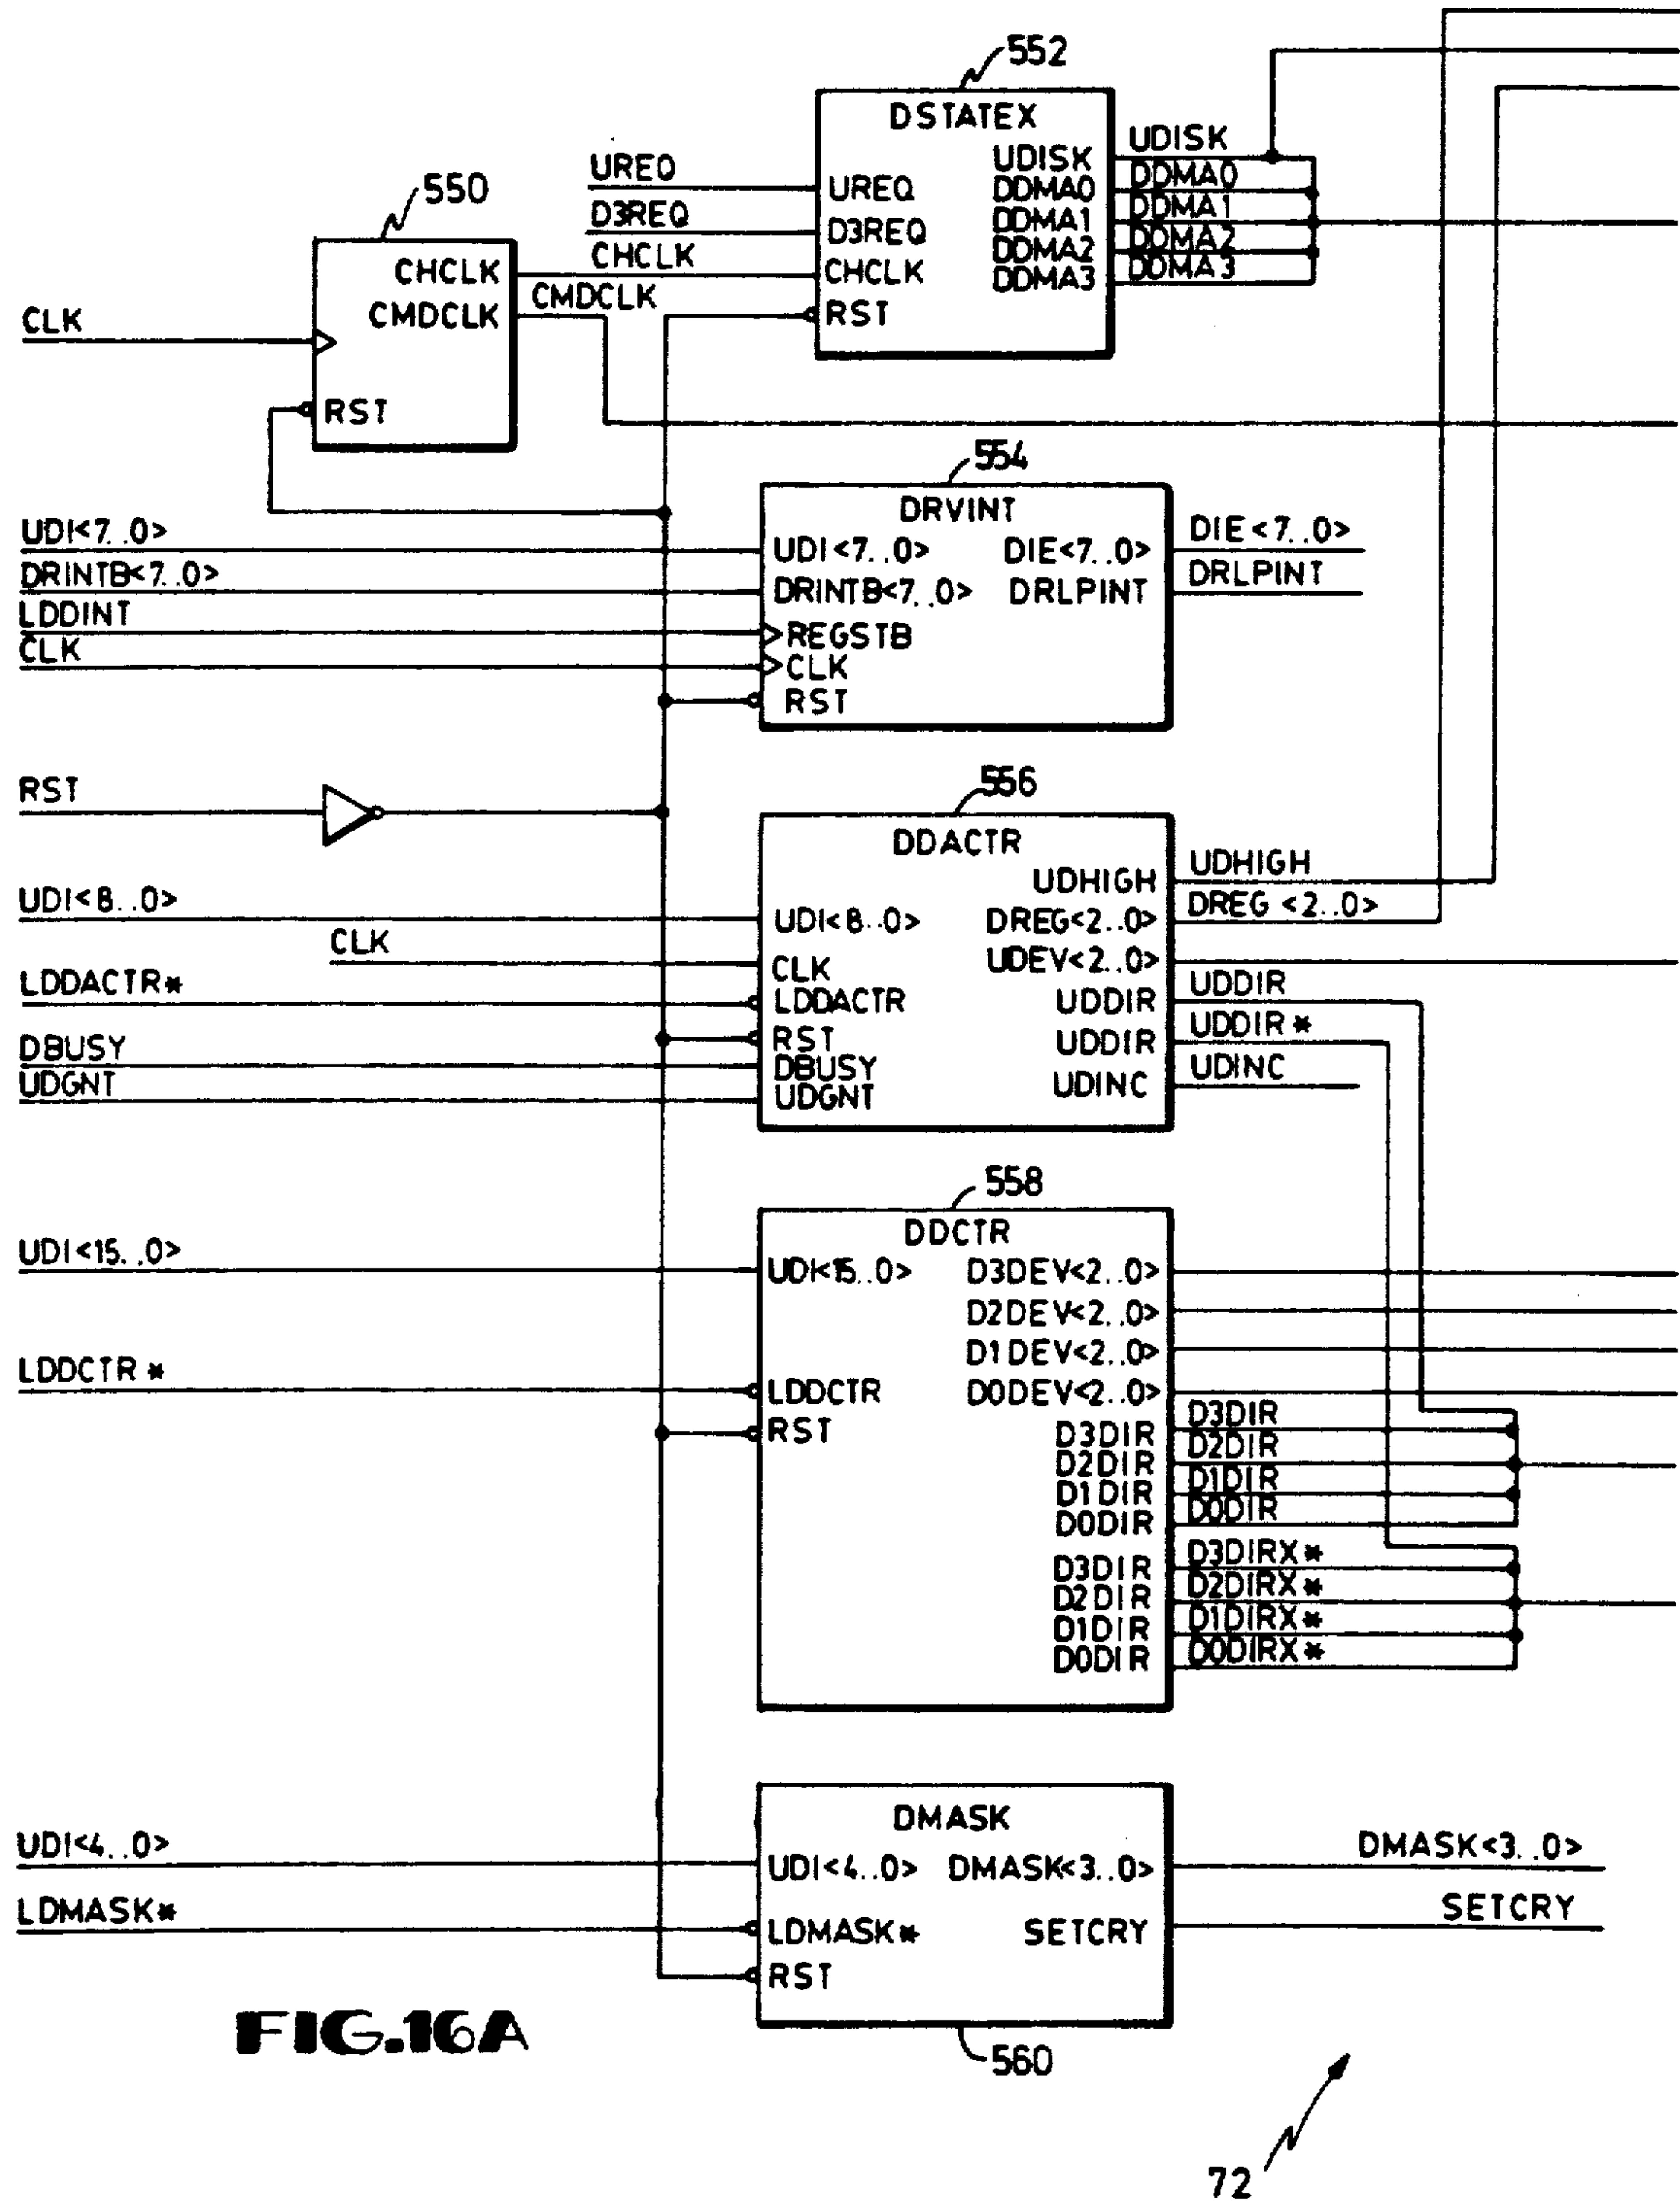 552
DSTATEX
UREQ
D3REQ
CHCLK
UREQ
D3REQ
CHCLK
RST
UDISK
DDMA0
DDMA1
DDMA2
DDMA3
UDISK
DDMA0
DDMA1
DDMA2
DDMA3
550
CLK
CHCLK
CMDCLK
RST
CMDCLK
554
DRVINT
UDI<7..0>
DRINTB<7..0>
LDDINT
CLK
UDI<7..0>
DRINTB<7..0>
REGSTB
CLK
RST
DIE<7..0>
DRLPINT
DIE<7..0>
DRLPINT
RST
556
DDACTR
UDI<8..0>
CLK
LDDACTR*
DBUSY
UDGNT
UDI<8..0>
CLK
LDDACTR
RST
DBUSY
UDGNT
UDHIGH
DREG<2..0>
UDEV<2..0>
UDDIR
UDDIR
UDINC
UDHIGH
DREG<2..0>
UDDIR
UDDIR*
UDINC
558
DDCTR
UDI<15..0>
LDDCTR*
UDI<15..0>
LDDCTR
RST
D3DEV<2..0>
D2DEV<2..0>
D1DEV<2..0>
D0DEV<2..0>
D3DIR
D2DIR
D1DIR
D0DIR
D3DIR
D2DIR
D1DIR
D0DIR
D3DIR
D2DIR
D1DIR
D0DIR
D3DIRX*
D2DIRX*
D1DIRX*
D0DIRX*
DMASK
UDI<4..0>
LDMASK*
UDI<4..0>
LDMASK*
RST
DMASK<3..0>
SETCRY
DMASK<3..0>
SETCRY
560
FIG.16A
72